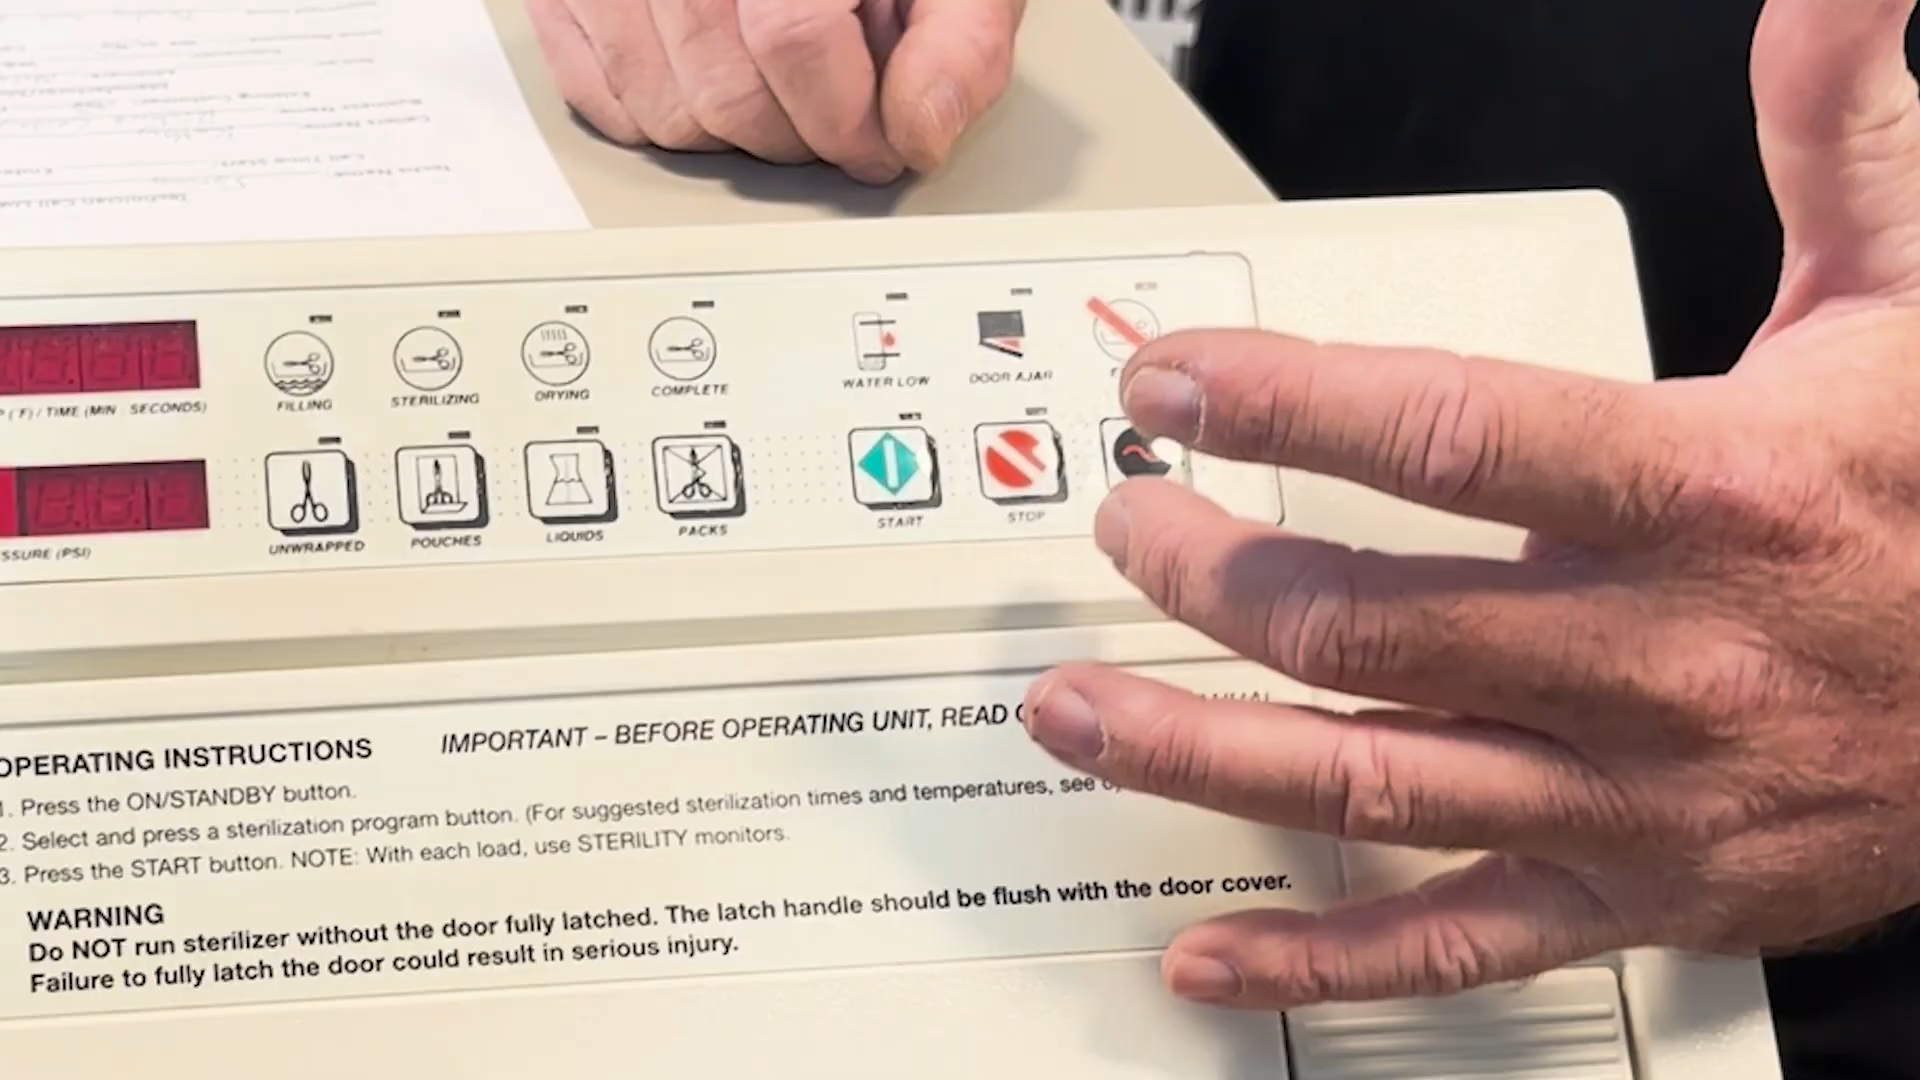 (°F) / TIME (MIN : SECONDS)
FILLING
STERILIZING
DRYING
COMPLETE
WATER LOW
DOOR AJAR
SSURE (PSI)
UNWRAPPED
POUCHES
LIQUIDS
PACKS
START
STOP
OPERATING INSTRUCTIONS
IMPORTANT – BEFORE OPERATING UNIT, READ
1. Press the ON/STANDBY button.
2. Select and press a sterilization program button. (For suggested sterilization times and temperatures, see
3. Press the START button. NOTE: With each load, use STERILITY monitors.
WARNING
Do NOT run sterilizer without the door fully latched. The latch handle should be flush with the door cover.
Failure to fully latch the door could result in serious injury.